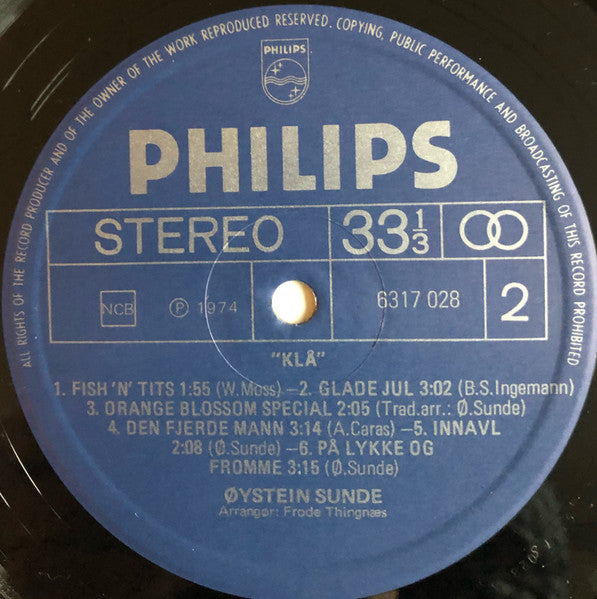 ALL RIGHTS OF THE RECORD PRODUCER AND OF THE OWNER OF THE WORK REPRODUCED RESERVED. COPYING, PUBLIC PERFORMANCE AND BROADCASTING OF THIS RECORD PROHIBITED
PHILIPS
PHILIPS
STEREO 33⅓
NCB Ⓟ 1974 6317 028 2
"KLÅ"
1. FISH 'N' TITS 1:55 (W. Moss) – 2. GLADE JUL 3:02 (B.S. Ingemann)
3. ORANGE BLOSSOM SPECIAL 2:05 (Trad.arr.: Ø.Sunde)
4. DEN FJERDE MANN 3:14 (A.Caras) – 5. INNAVL
2:08 (Ø.Sunde) – 6. PÅ LYKKE OG
FROMME 3:15 (Ø.Sunde)
ØYSTEIN SUNDE
Arrangør: Frode Thingnæs